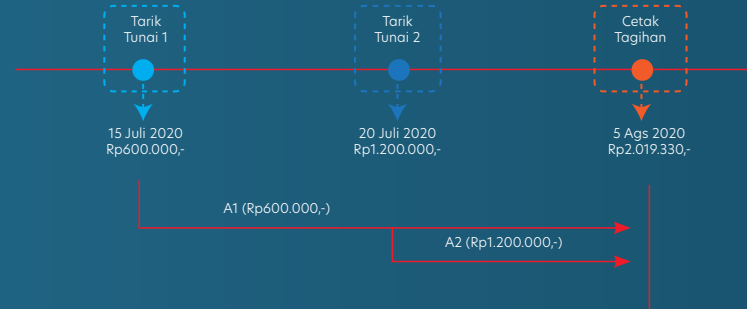 Tarik
Tunai 1
Tarik
Tunai 2
Cetak
Tagihan
15 Juli 2020
Rp600.000,-
20 Juli 2020
Rp1.200.000,-
5 Ags 2020
Rp2.019.330,-
A1 (Rp600.000,-)
A2 (Rp1.200.000,-)